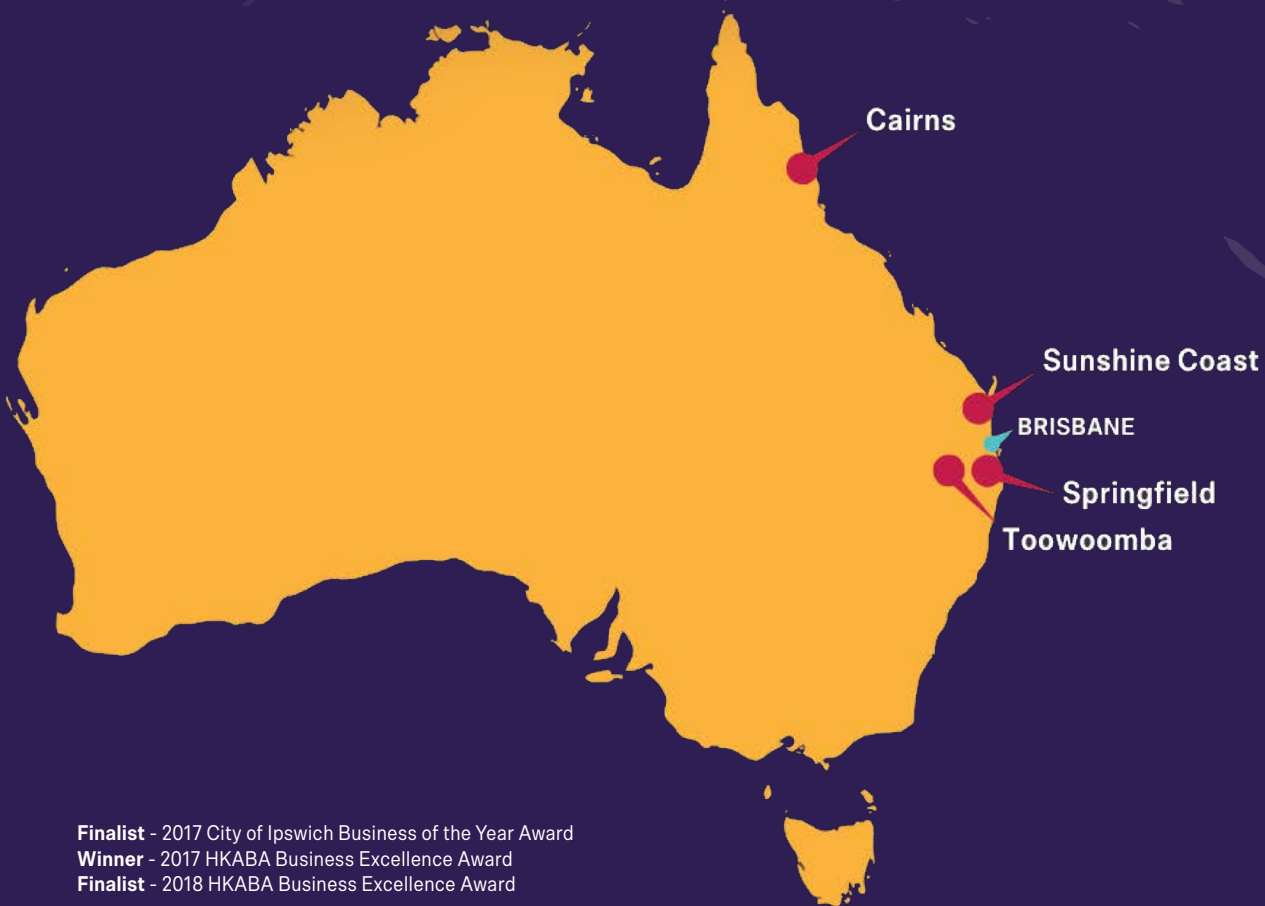 Cairns
Sunshine Coast
BRISBANE
Springfield
Toowoomba
Finalist - 2017 City of Ipswich Business of the Year Award
Winner - 2017 HKABA Business Excellence Award
Finalist - 2018 HKABA Business Excellence Award